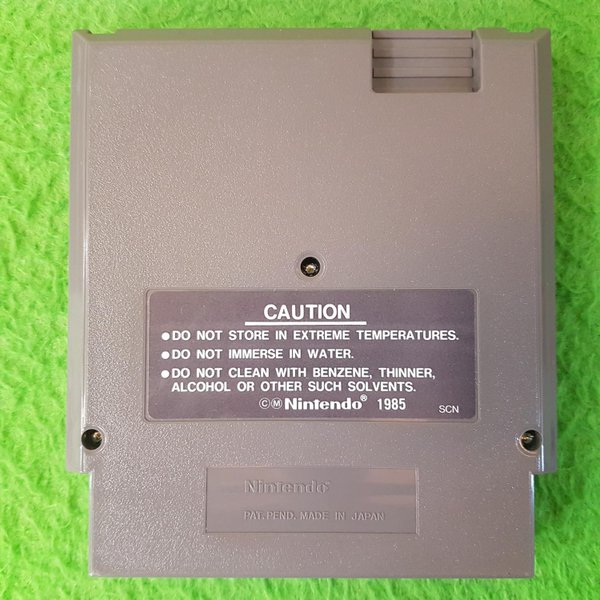 CAUTION
●DO NOT STORE IN EXTREME TEMPERATURES.
●DO NOT IMMERSE IN WATER.
●DO NOT CLEAN WITH BENZENE, THINNER,
ALCOHOL OR OTHER SUCH SOLVENTS.
ⒸⓂ Nintendo® 1985 SCN
Nintendo®
PAT. PEND. MADE IN JAPAN